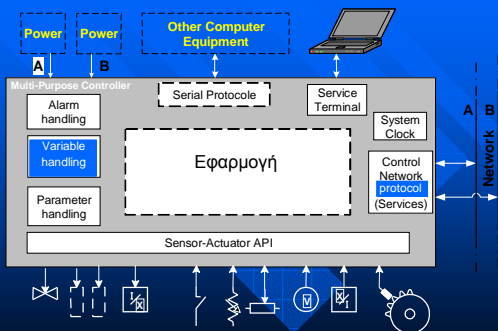 Power
Power
Other Computer
Equipment
A
B
Multi-Purpose Controller
Alarm
handling
Serial Protocole
Service
Terminal
System
Clock
A
B
Variable
handling
Εφαρμογή
Control
Network
protocol
(Services)
Network
Parameter
handling
Sensor-Actuator API
I
X
V
X
I